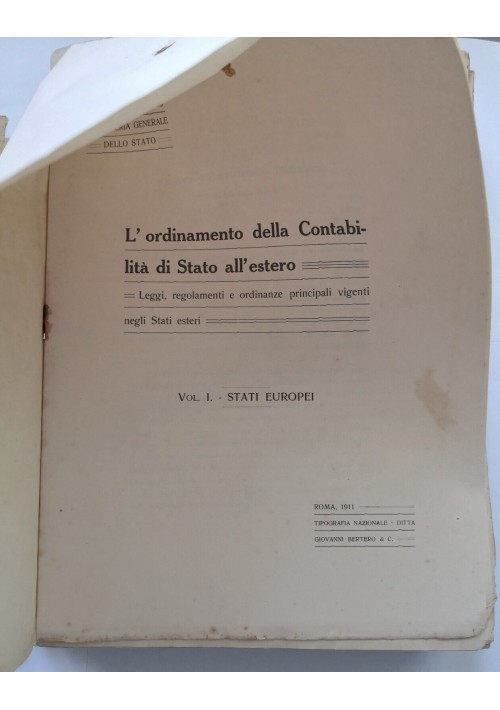 GENERALE
DELLO STATO
L' ordinamento della Contabi-
lità di Stato all'estero
Leggi, regolamenti e ordinanze principali vigenti
negli Stati esteri
VOL. I. - STATI EUROPEI
ROMA, 1911
TIPOGRAFIA NAZIONALE - DITTA
GIOVANNI BERTERO & C.